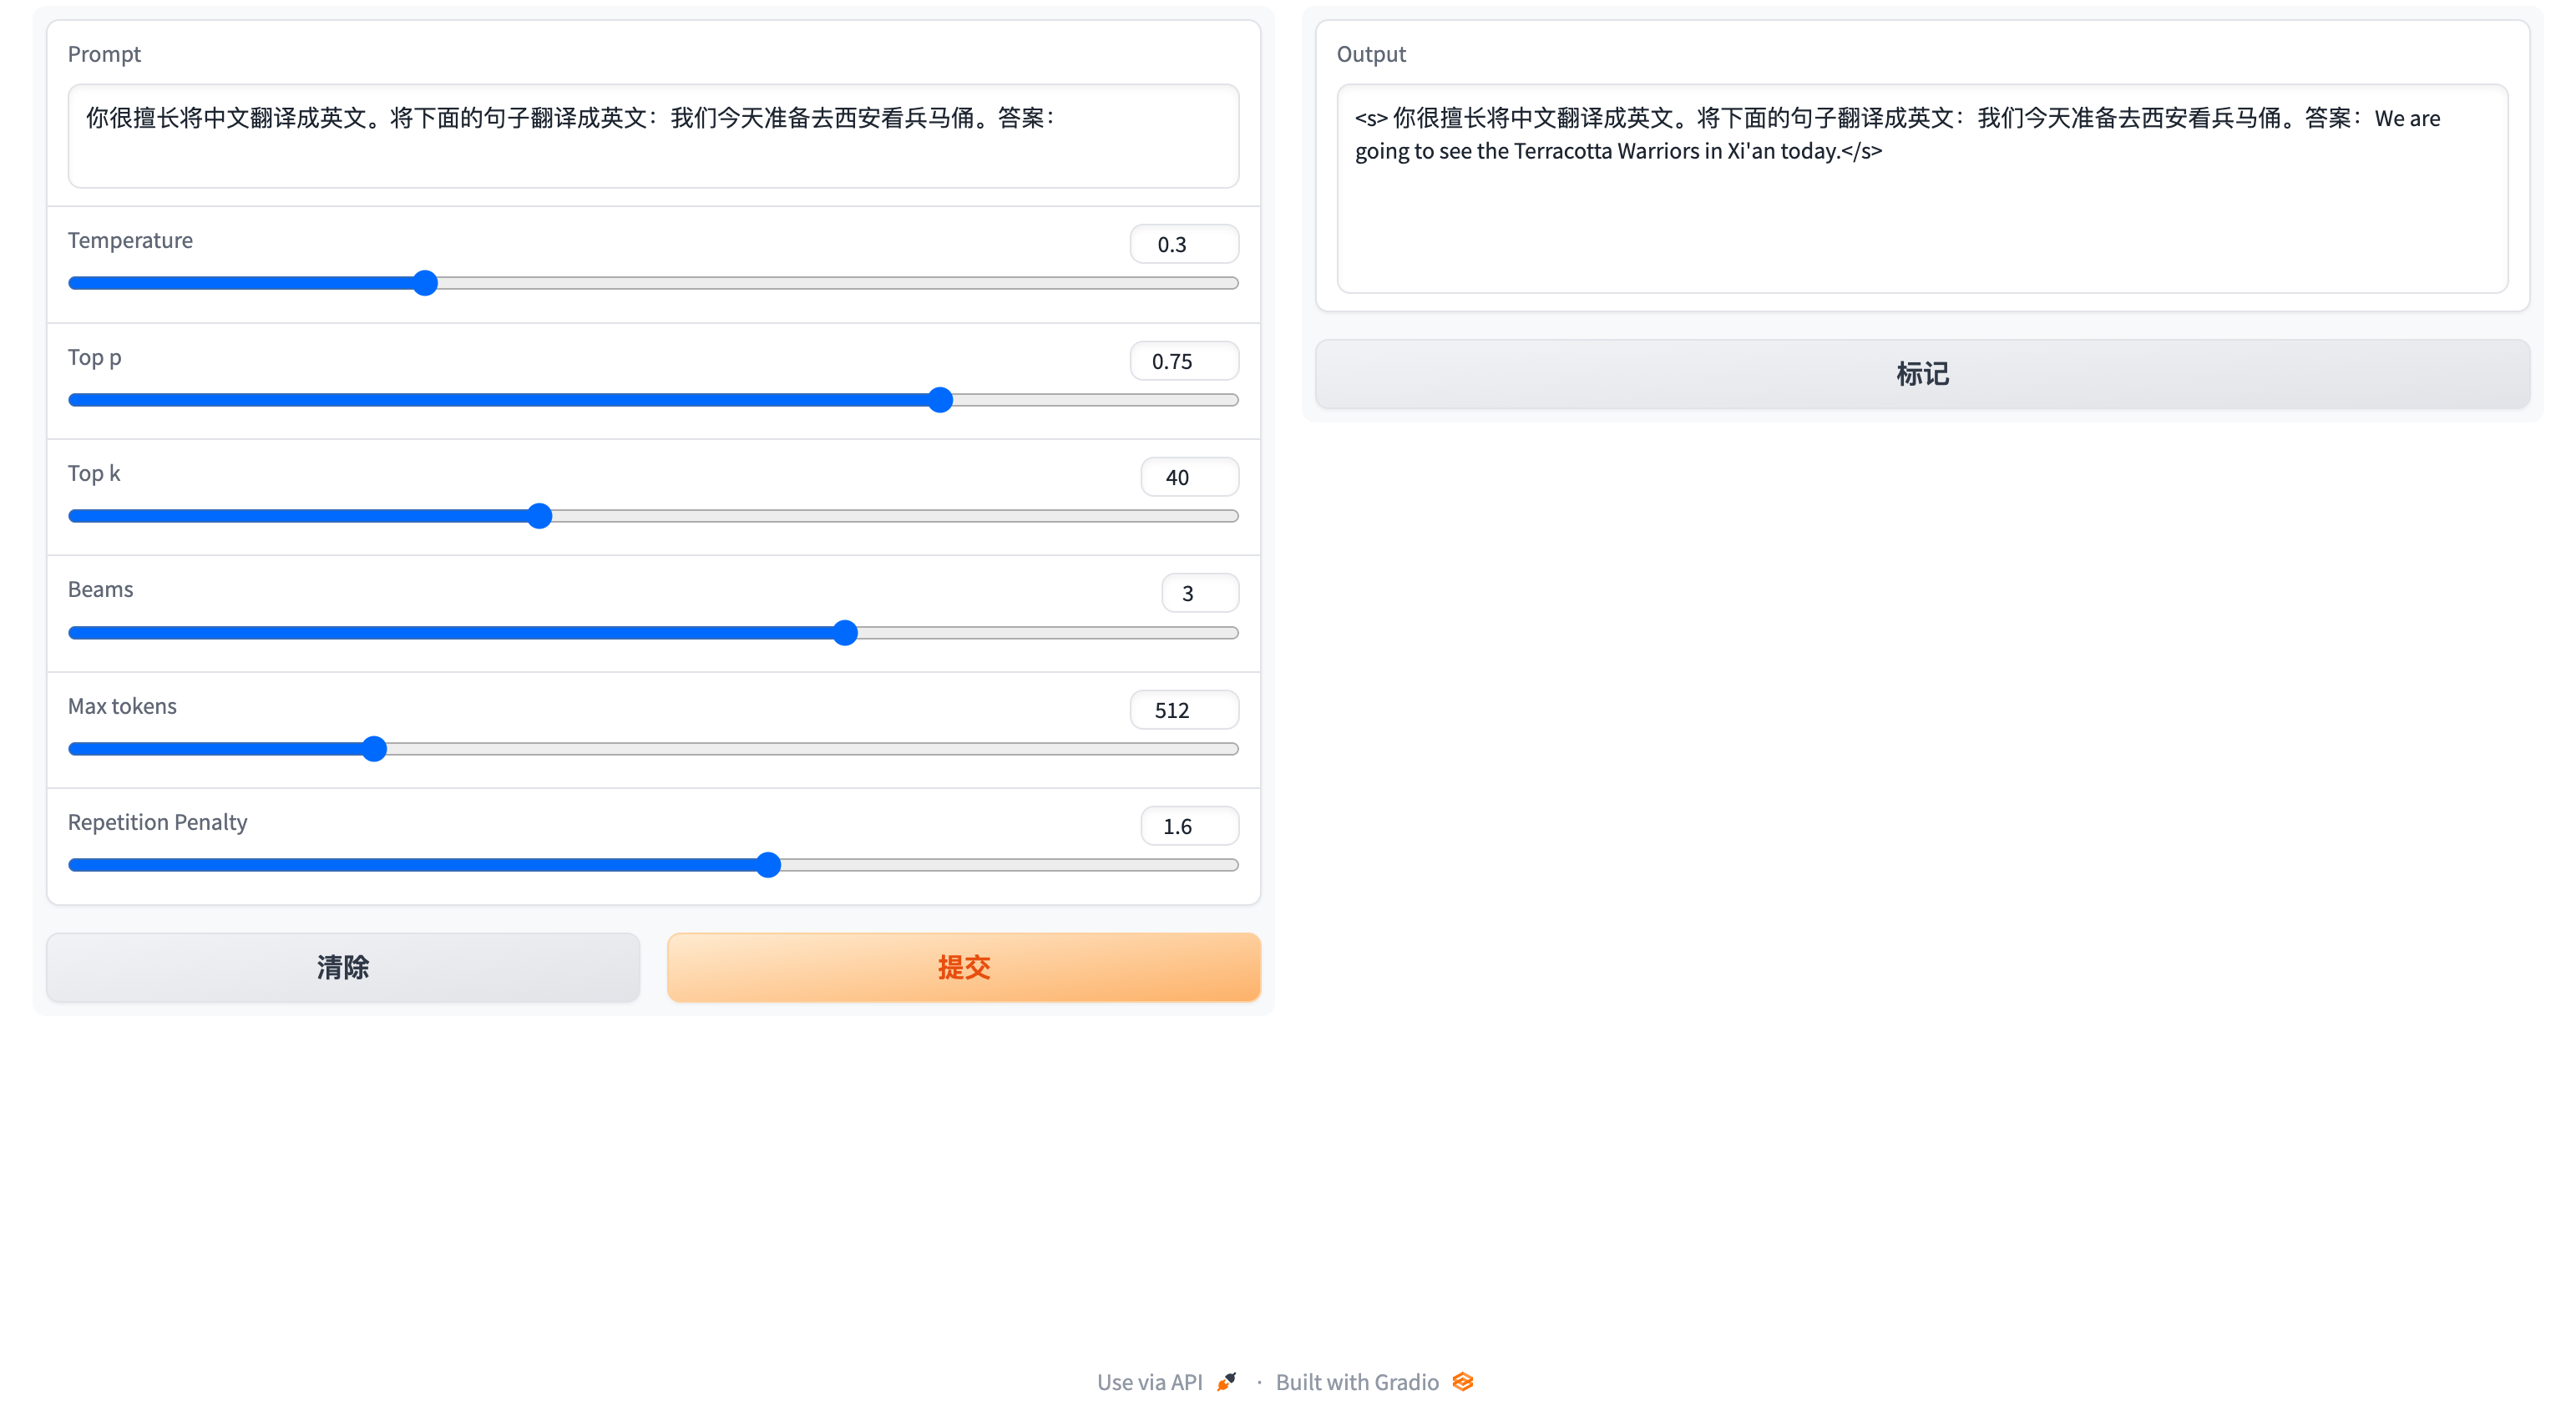 Prompt
你很擅长将中文翻译成英文。将下面的句子翻译成英文：我们今天准备去西安看兵马俑。答案：
Temperature
0.3
Top p
0.75
Top k
40
Beams
3
Max tokens
512
Repetition Penalty
1.6
清除
提交
Output
<s> 你很擅长将中文翻译成英文。将下面的句子翻译成英文：我们今天准备去西安看兵马俑。答案：We are
going to see the Terracotta Warriors in Xi'an today.</s>
标记
Use via API · Built with Gradio